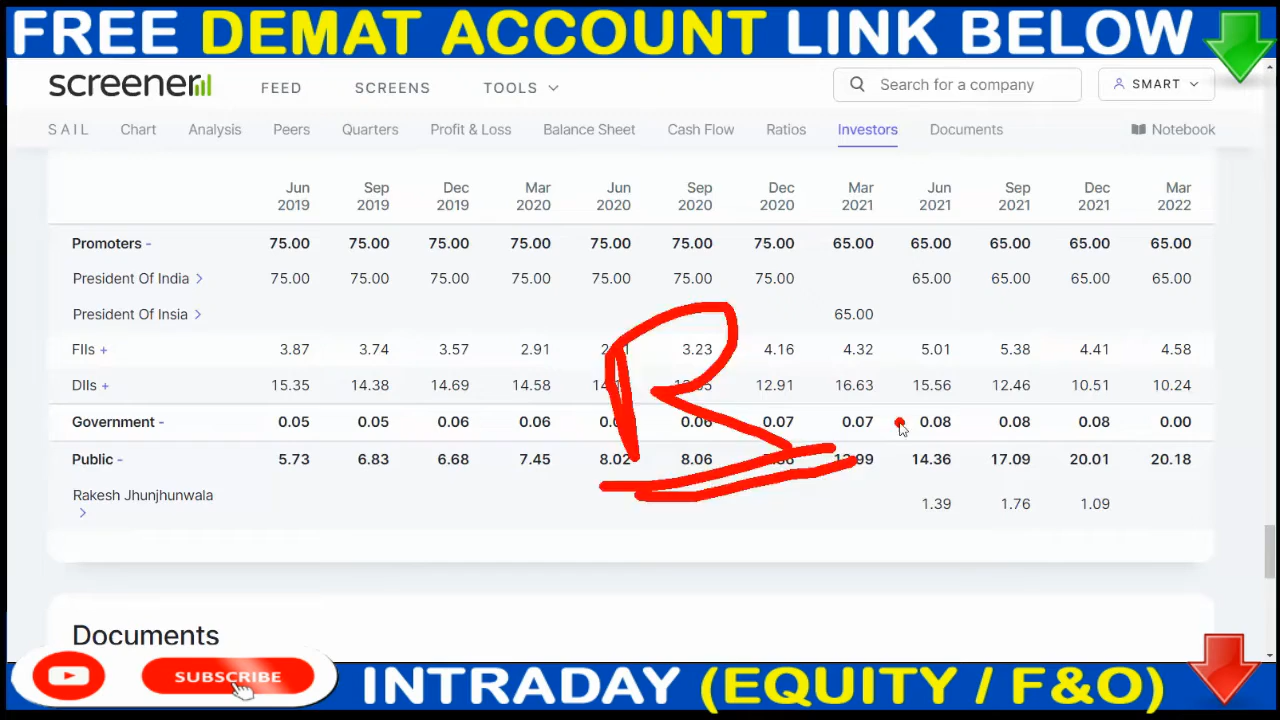 FREE DEMAT ACCOUNT LINK BELOW
screener FEED SCREENS TOOLS Search for a company SMART
SAIL Chart Analysis Peers Quarters Profit & Loss Balance Sheet Cash Flow Ratios Investors Documents Notebook
Jun 2019 Sep 2019 Dec 2019 Mar 2020 Jun 2020 Sep 2020 Dec 2020 Mar 2021 Jun 2021 Sep 2021 Dec 2021 Mar 2022
Promoters - 75.00 75.00 75.00 75.00 75.00 75.00 75.00 65.00 65.00 65.00 65.00 65.00
President Of India > 75.00 75.00 75.00 75.00 75.00 75.00 75.00 65.00 65.00 65.00 65.00
President Of Insia > 65.00
FIIs + 3.87 3.74 3.57 2.91 3.23 4.16 4.32 5.01 5.38 4.41 4.58
DIIs + 15.35 14.38 14.69 14.58 12.91 16.63 15.56 12.46 10.51 10.24
Government - 0.05 0.05 0.06 0.06 0.06 0.07 0.07 0.08 0.08 0.08 0.00
Public - 5.73 6.83 6.68 7.45 8.02 8.06 14.36 17.09 20.01 20.18
Rakesh Jhunjhunwala > 1.39 1.76 1.09
R
Documents
SUBSCRIBE
INTRADAY (EQUITY / F&O)